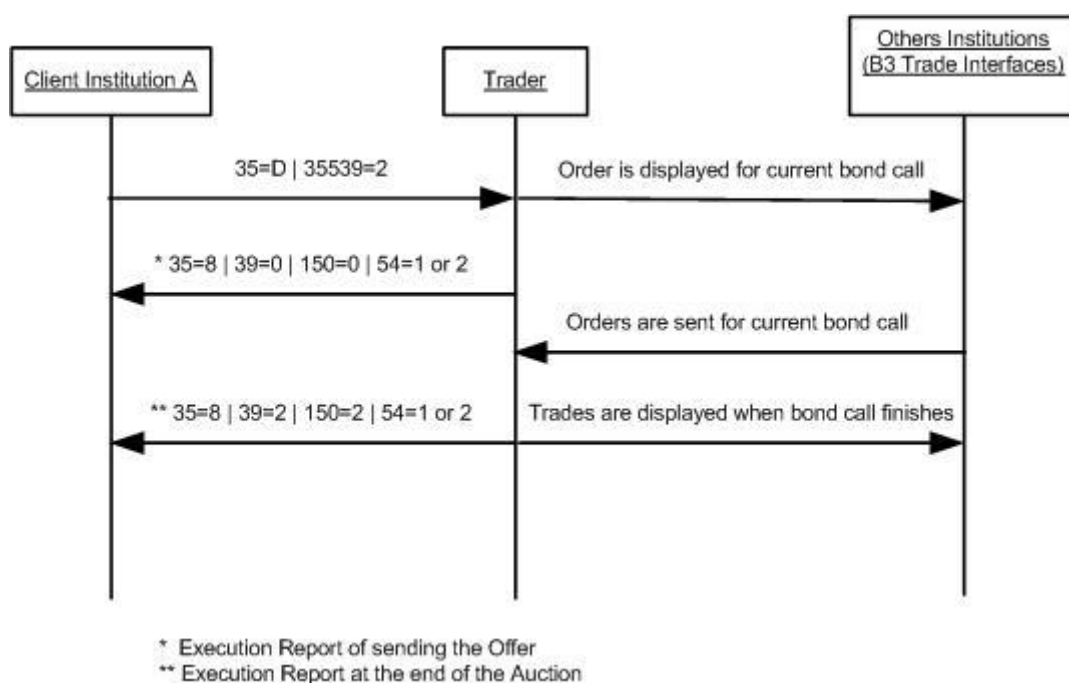 Client Institution A
Trader
Others Institutions
(B3 Trade Interfaces)
35=D | 35539=2
Order is displayed for current bond call
* 35=8 | 39=0 | 150=0 | 54=1 or 2
Orders are sent for current bond call
** 35=8 | 39=2 | 150=2 | 54=1 or 2
Trades are displayed when bond call finishes
* Execution Report of sending the Offer
** Execution Report at the end of the Auction